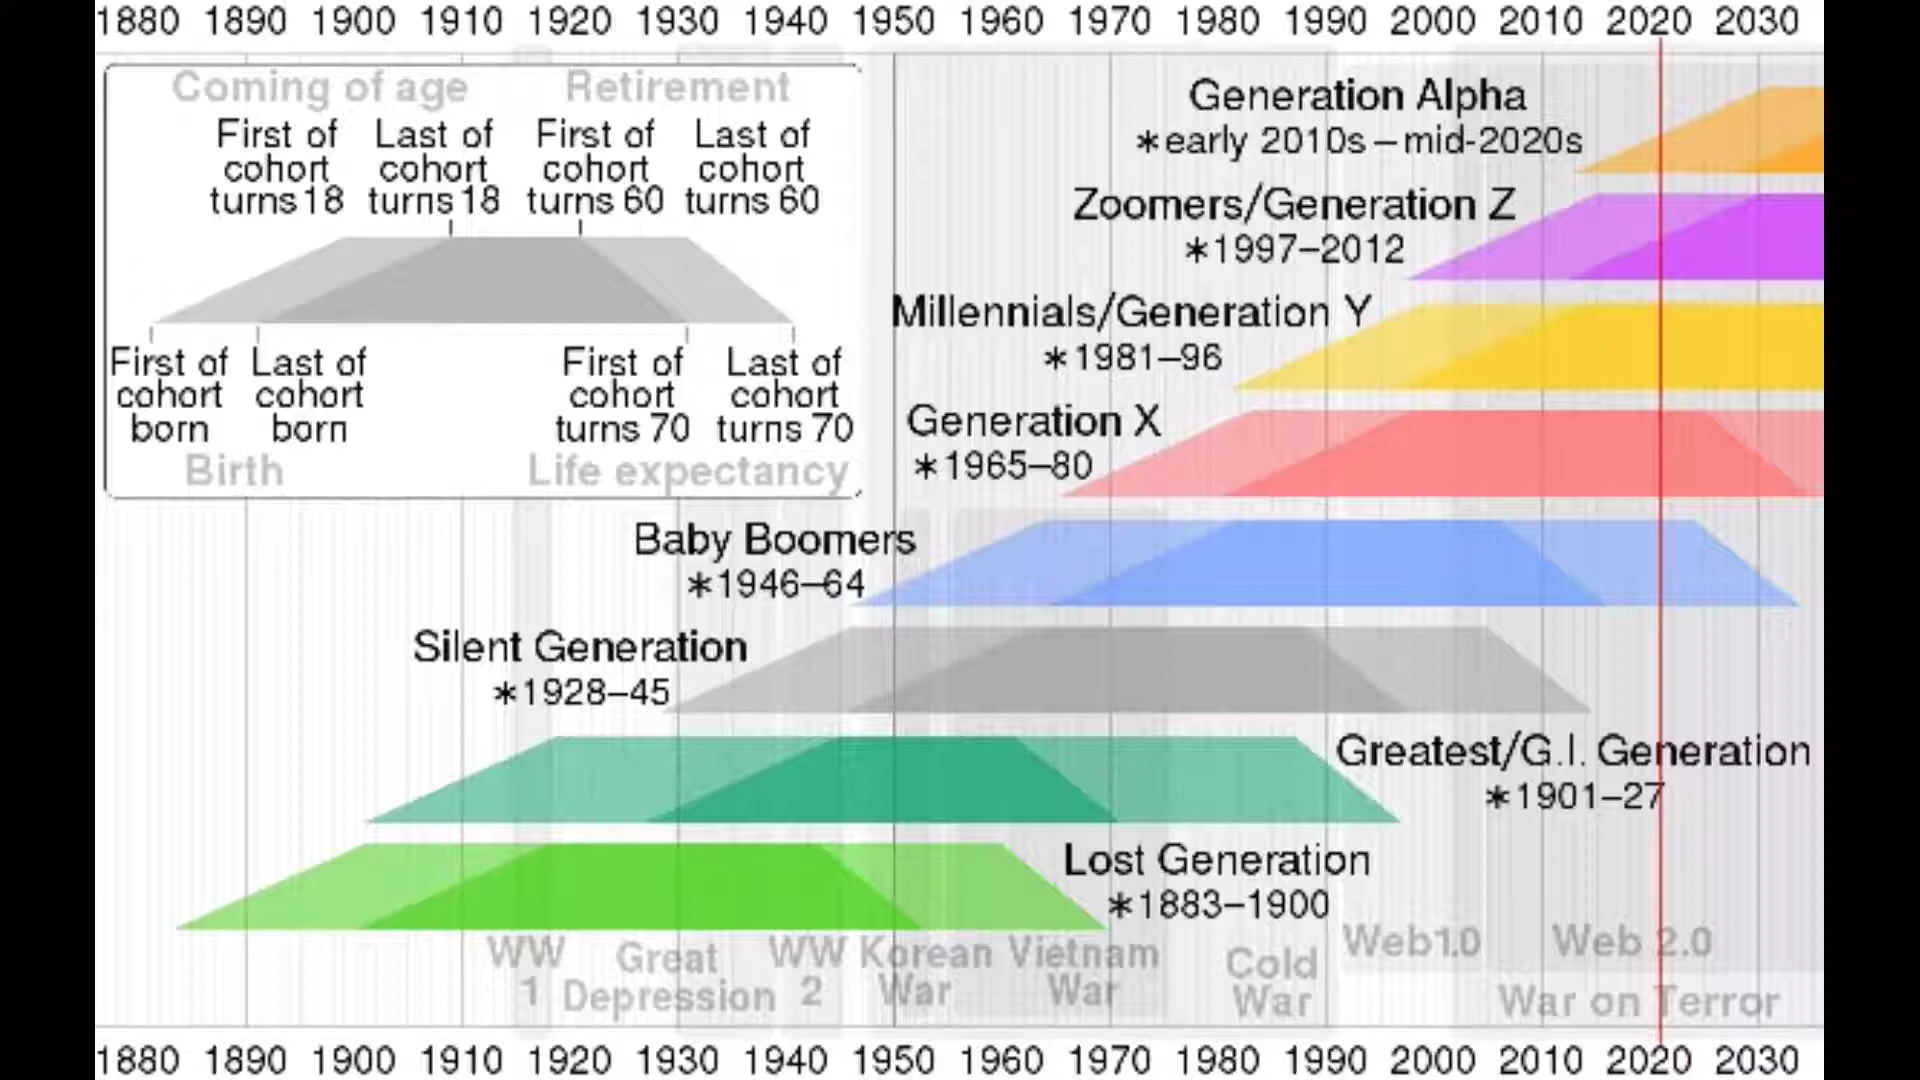 1880 1890 1900 1910 1920 1930 1940 1950 1960 1970 1980 1990 2000 2010 2020 2030
Coming of age
Retirement
First of
cohort
turns 18
Last of
cohort
turns 18
First of
cohort
turns 60
Last of
cohort
turns 60
First of
cohort
born
Last of
cohort
born
First of
cohort
turns 70
Last of
cohort
turns 70
Birth
Life expectancy
Generation Alpha
*early 2010s–mid-2020s
Zoomers/Generation Z
*1997–2012
Millennials/Generation Y
*1981–96
Generation X
*1965–80
Baby Boomers
*1946–64
Silent Generation
*1928–45
Greatest/G.I. Generation
*1901–27
Lost Generation
*1883–1900
WW
1
Great
Depression
WW
2
Korean
War
Vietnam
War
Cold
War
Web1.0
Web 2.0
War on Terror
1880 1890 1900 1910 1920 1930 1940 1950 1960 1970 1980 1990 2000 2010 2020 2030